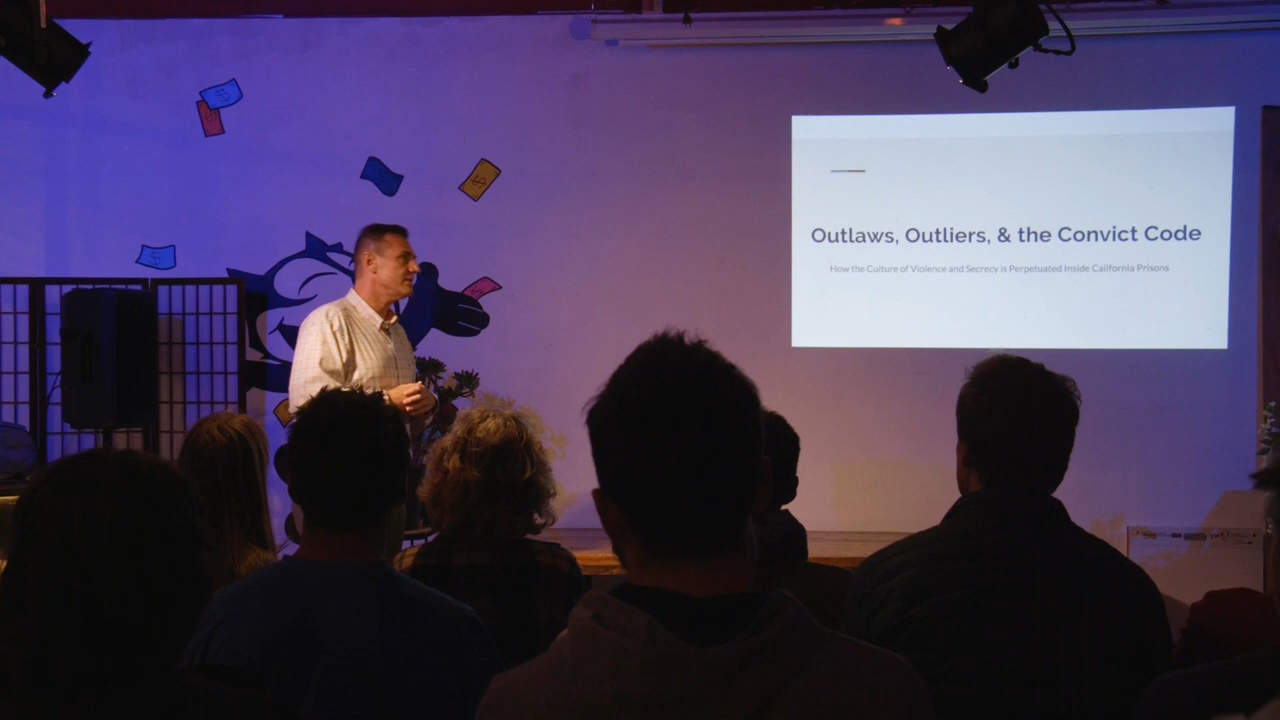 Outlaws, Outliers, & the Convict Code
How the Culture of Violence and Secrecy is Perpetuated Inside California Prisons
$
$
$
$
$